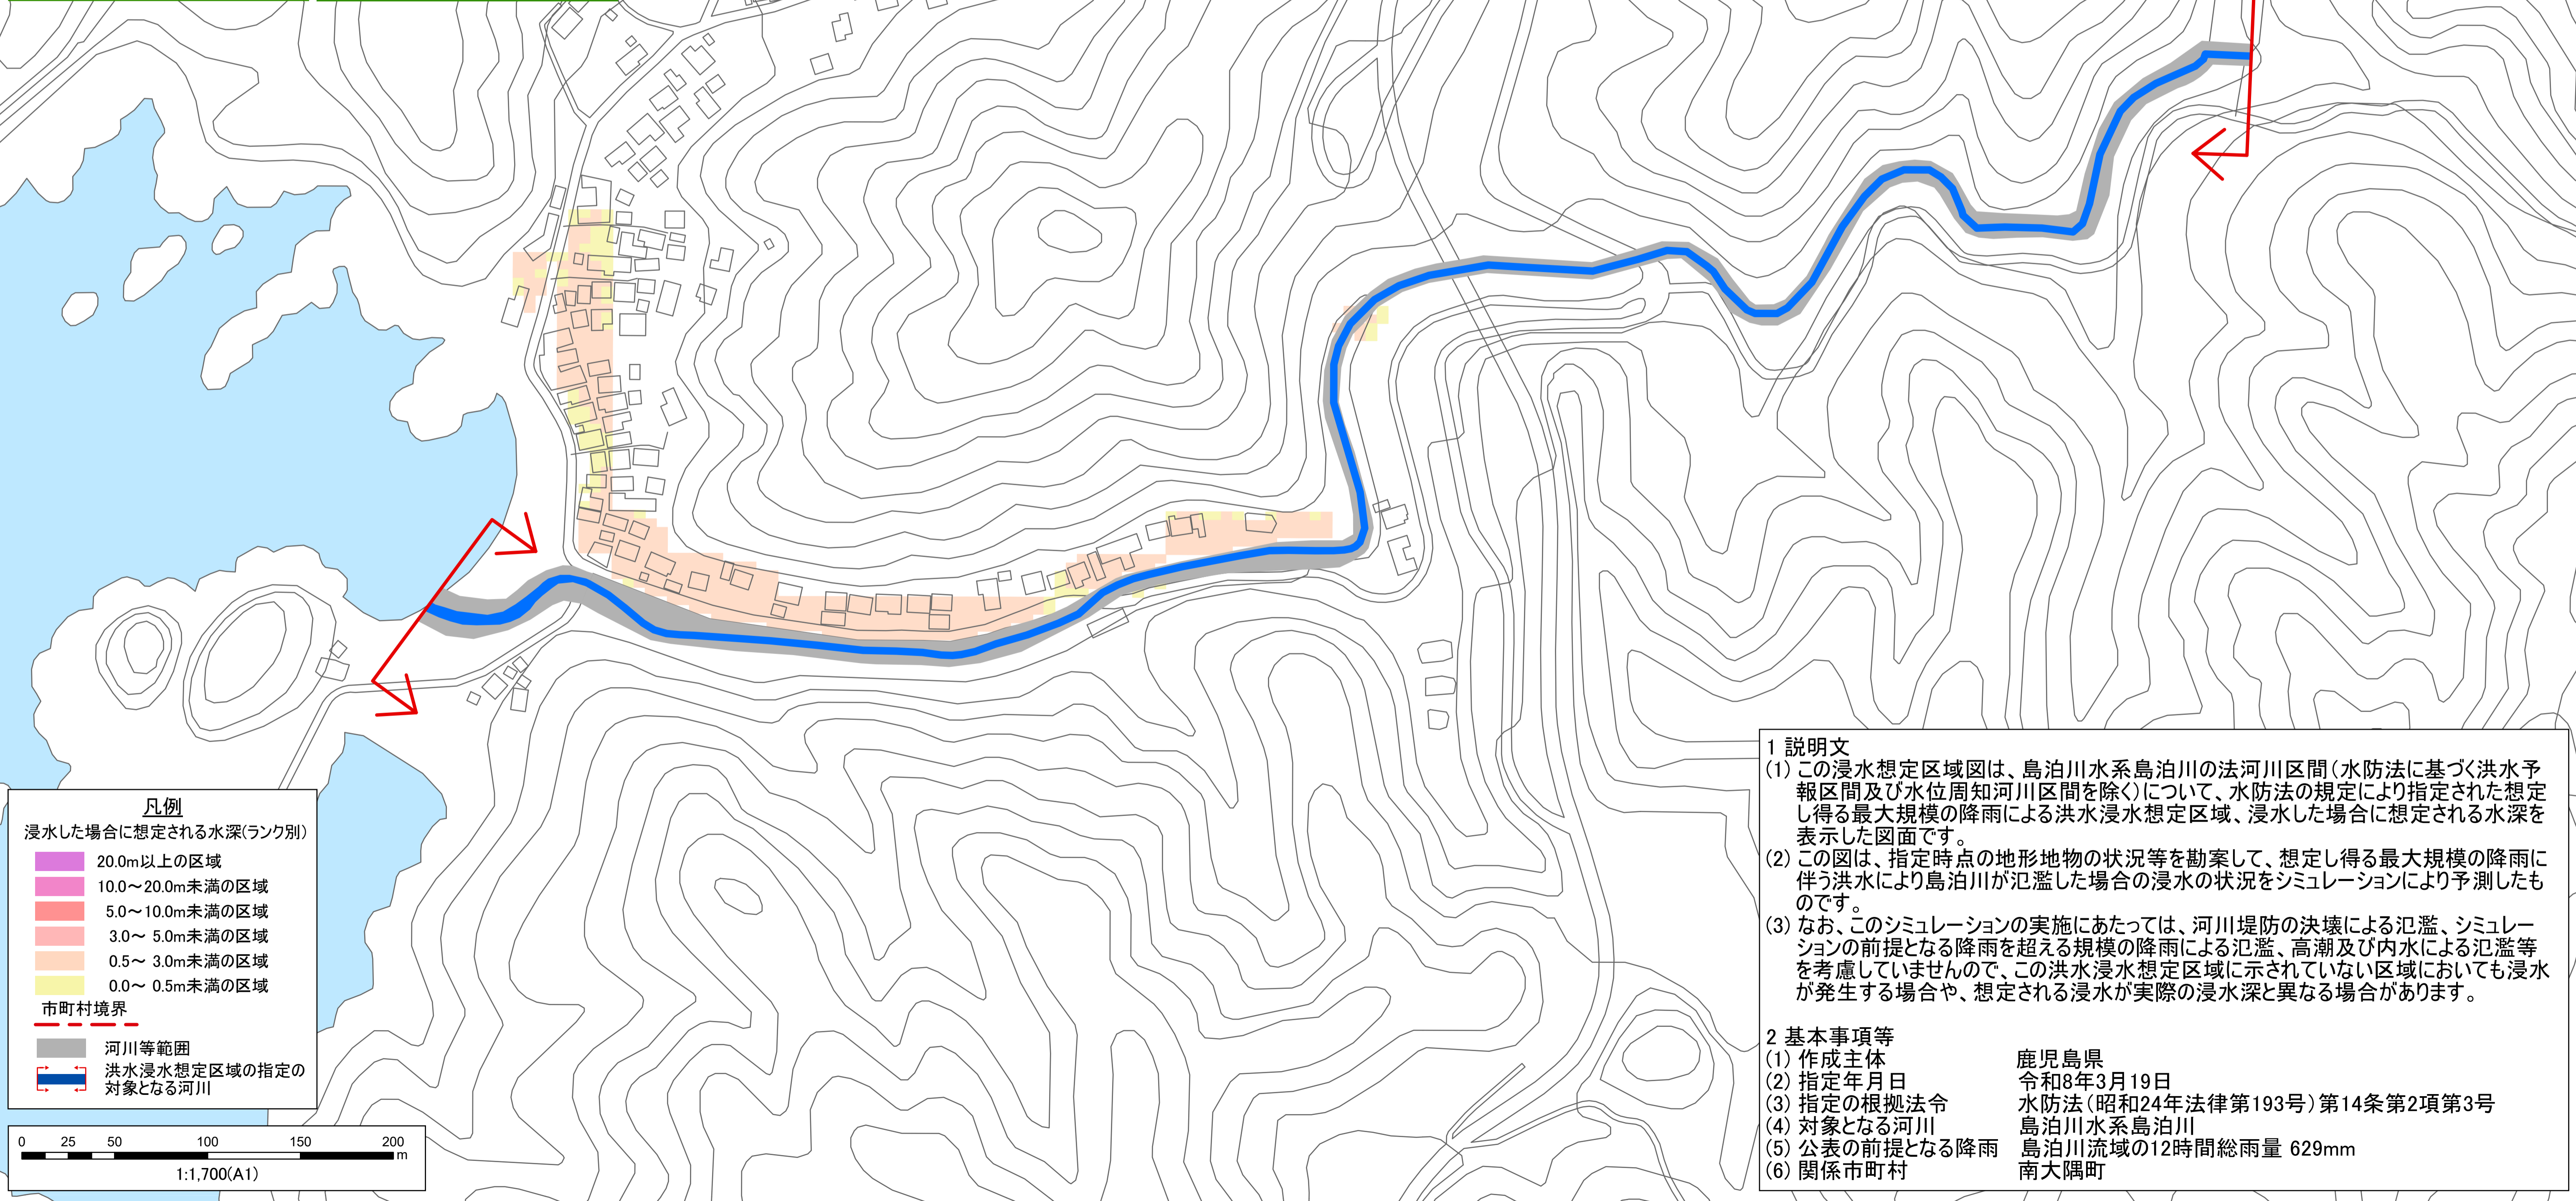 凡例
浸水した場合に想定される水深(ランク別)
20.0m以上の区域
10.0～20.0m未満の区域
5.0～10.0m未満の区域
3.0～ 5.0m未満の区域
0.5～ 3.0m未満の区域
0.0～ 0.5m未満の区域
市町村境界
河川等範囲
洪水浸水想定区域の指定の
対象となる河川
0 25 50 100 150 200
m
1:1,700(A1)
1 説明文
(1) この浸水想定区域図は、島泊川水系島泊川の法河川区間(水防法に基づく洪水予
報区間及び水位周知河川区間を除く)について、水防法の規定により指定された想定
し得る最大規模の降雨による洪水浸水想定区域、浸水した場合に想定される水深を
表示した図面です。
(2) この図は、指定時点の地形地物の状況等を勘案して、想定し得る最大規模の降雨に
伴う洪水により島泊川が氾濫した場合の浸水の状況をシミュレーションにより予測したも
のです。
(3) なお、このシミュレーションの実施にあたっては、河川堤防の決壊による氾濫、シミュレー
ションの前提となる降雨を超える規模の降雨による氾濫、高潮及び内水による氾濫等
を考慮していませんので、この洪水浸水想定区域に示されていない区域においても浸水
が発生する場合や、想定される浸水が実際の浸水深と異なる場合があります。
2 基本事項等
(1) 作成主体 鹿児島県
(2) 指定年月日 令和8年3月19日
(3) 指定の根拠法令 水防法(昭和24年法律第193号)第14条第2項第3号
(4) 対象となる河川 島泊川水系島泊川
(5) 公表の前提となる降雨 島泊川流域の12時間総雨量 629mm
(6) 関係市町村 南大隅町